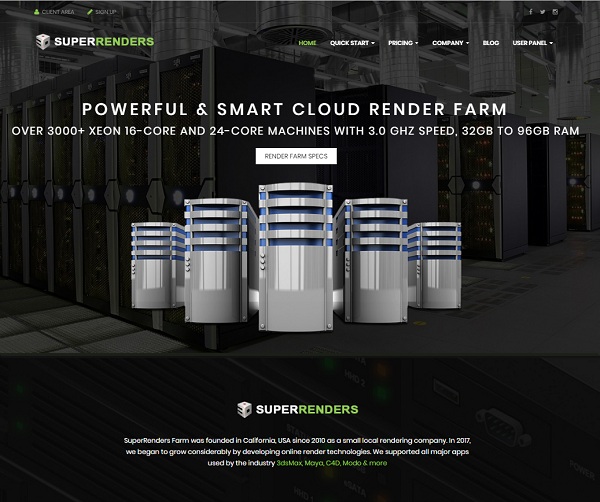 CLIENT AREA SIGN UP
SUPERRENDERS
HOME QUICK START PRICING COMPANY BLOG USER PANEL
POWERFUL & SMART CLOUD RENDER FARM
OVER 3000+ XEON 16-CORE AND 24-CORE MACHINES WITH 3.0 GHZ SPEED, 32GB TO 96GB RAM
RENDER FARM SPECS
SUPERRENDERS
SuperRenders Farm was founded in California, USA since 2010 as a small local rendering company. In 2017,
we began to grow considerably by developing online render technologies. We supported all major apps
used by the industry 3dsMax, Maya, C4D, Modo & more